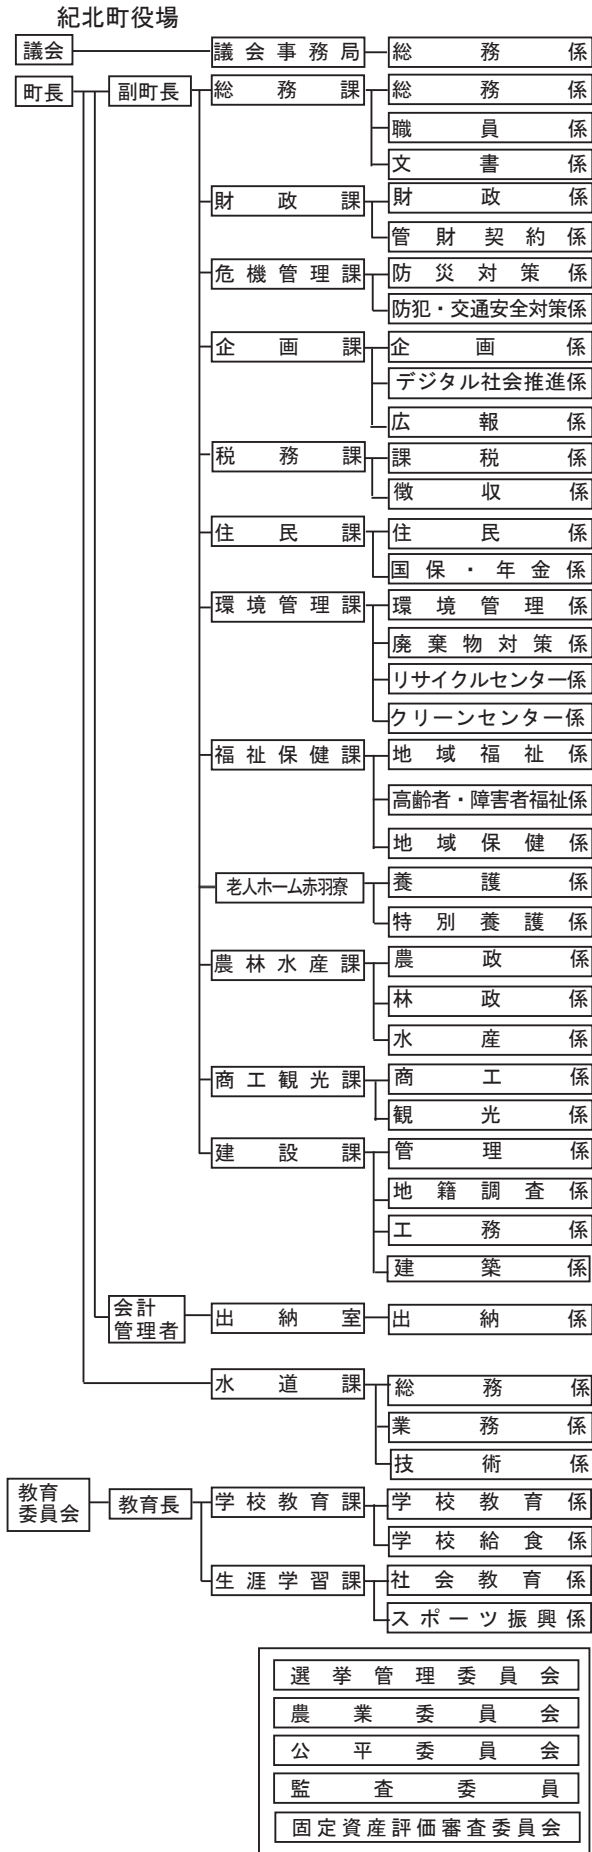 紀北町役場
議会 議会事務局 総務係
町長 副町長 総務課 総務係
職員係
文書係
財政課 財政係
管財契約係
危機管理課 防災対策係
防犯・交通安全対策係
企画課 企画係
デジタル社会推進係
広報係
税務課 課税係
徴収係
住民課 住民係
国保・年金係
環境管理課 環境管理係
廃棄物対策係
リサイクルセンター係
クリーンセンター係
福祉保健課 地域福祉係
高齢者・障害者福祉係
地域保健係
老人ホーム赤羽寮 養護係
特別養護係
農林水産課 農政係
林政係
水産係
商工観光課 商工係
観光係
建設課 管理係
地籍調査係
工務係
建築係
会計
管理者 出納室 出納係
水道課 総務係
業務係
技術係
教育
委員会 教育長 学校教育課 学校教育係
学校給食係
生涯学習課 社会教育係
スポーツ振興係
選挙管理委員会
農業委員会
公平委員会
監査委員
固定資産評価審査委員会